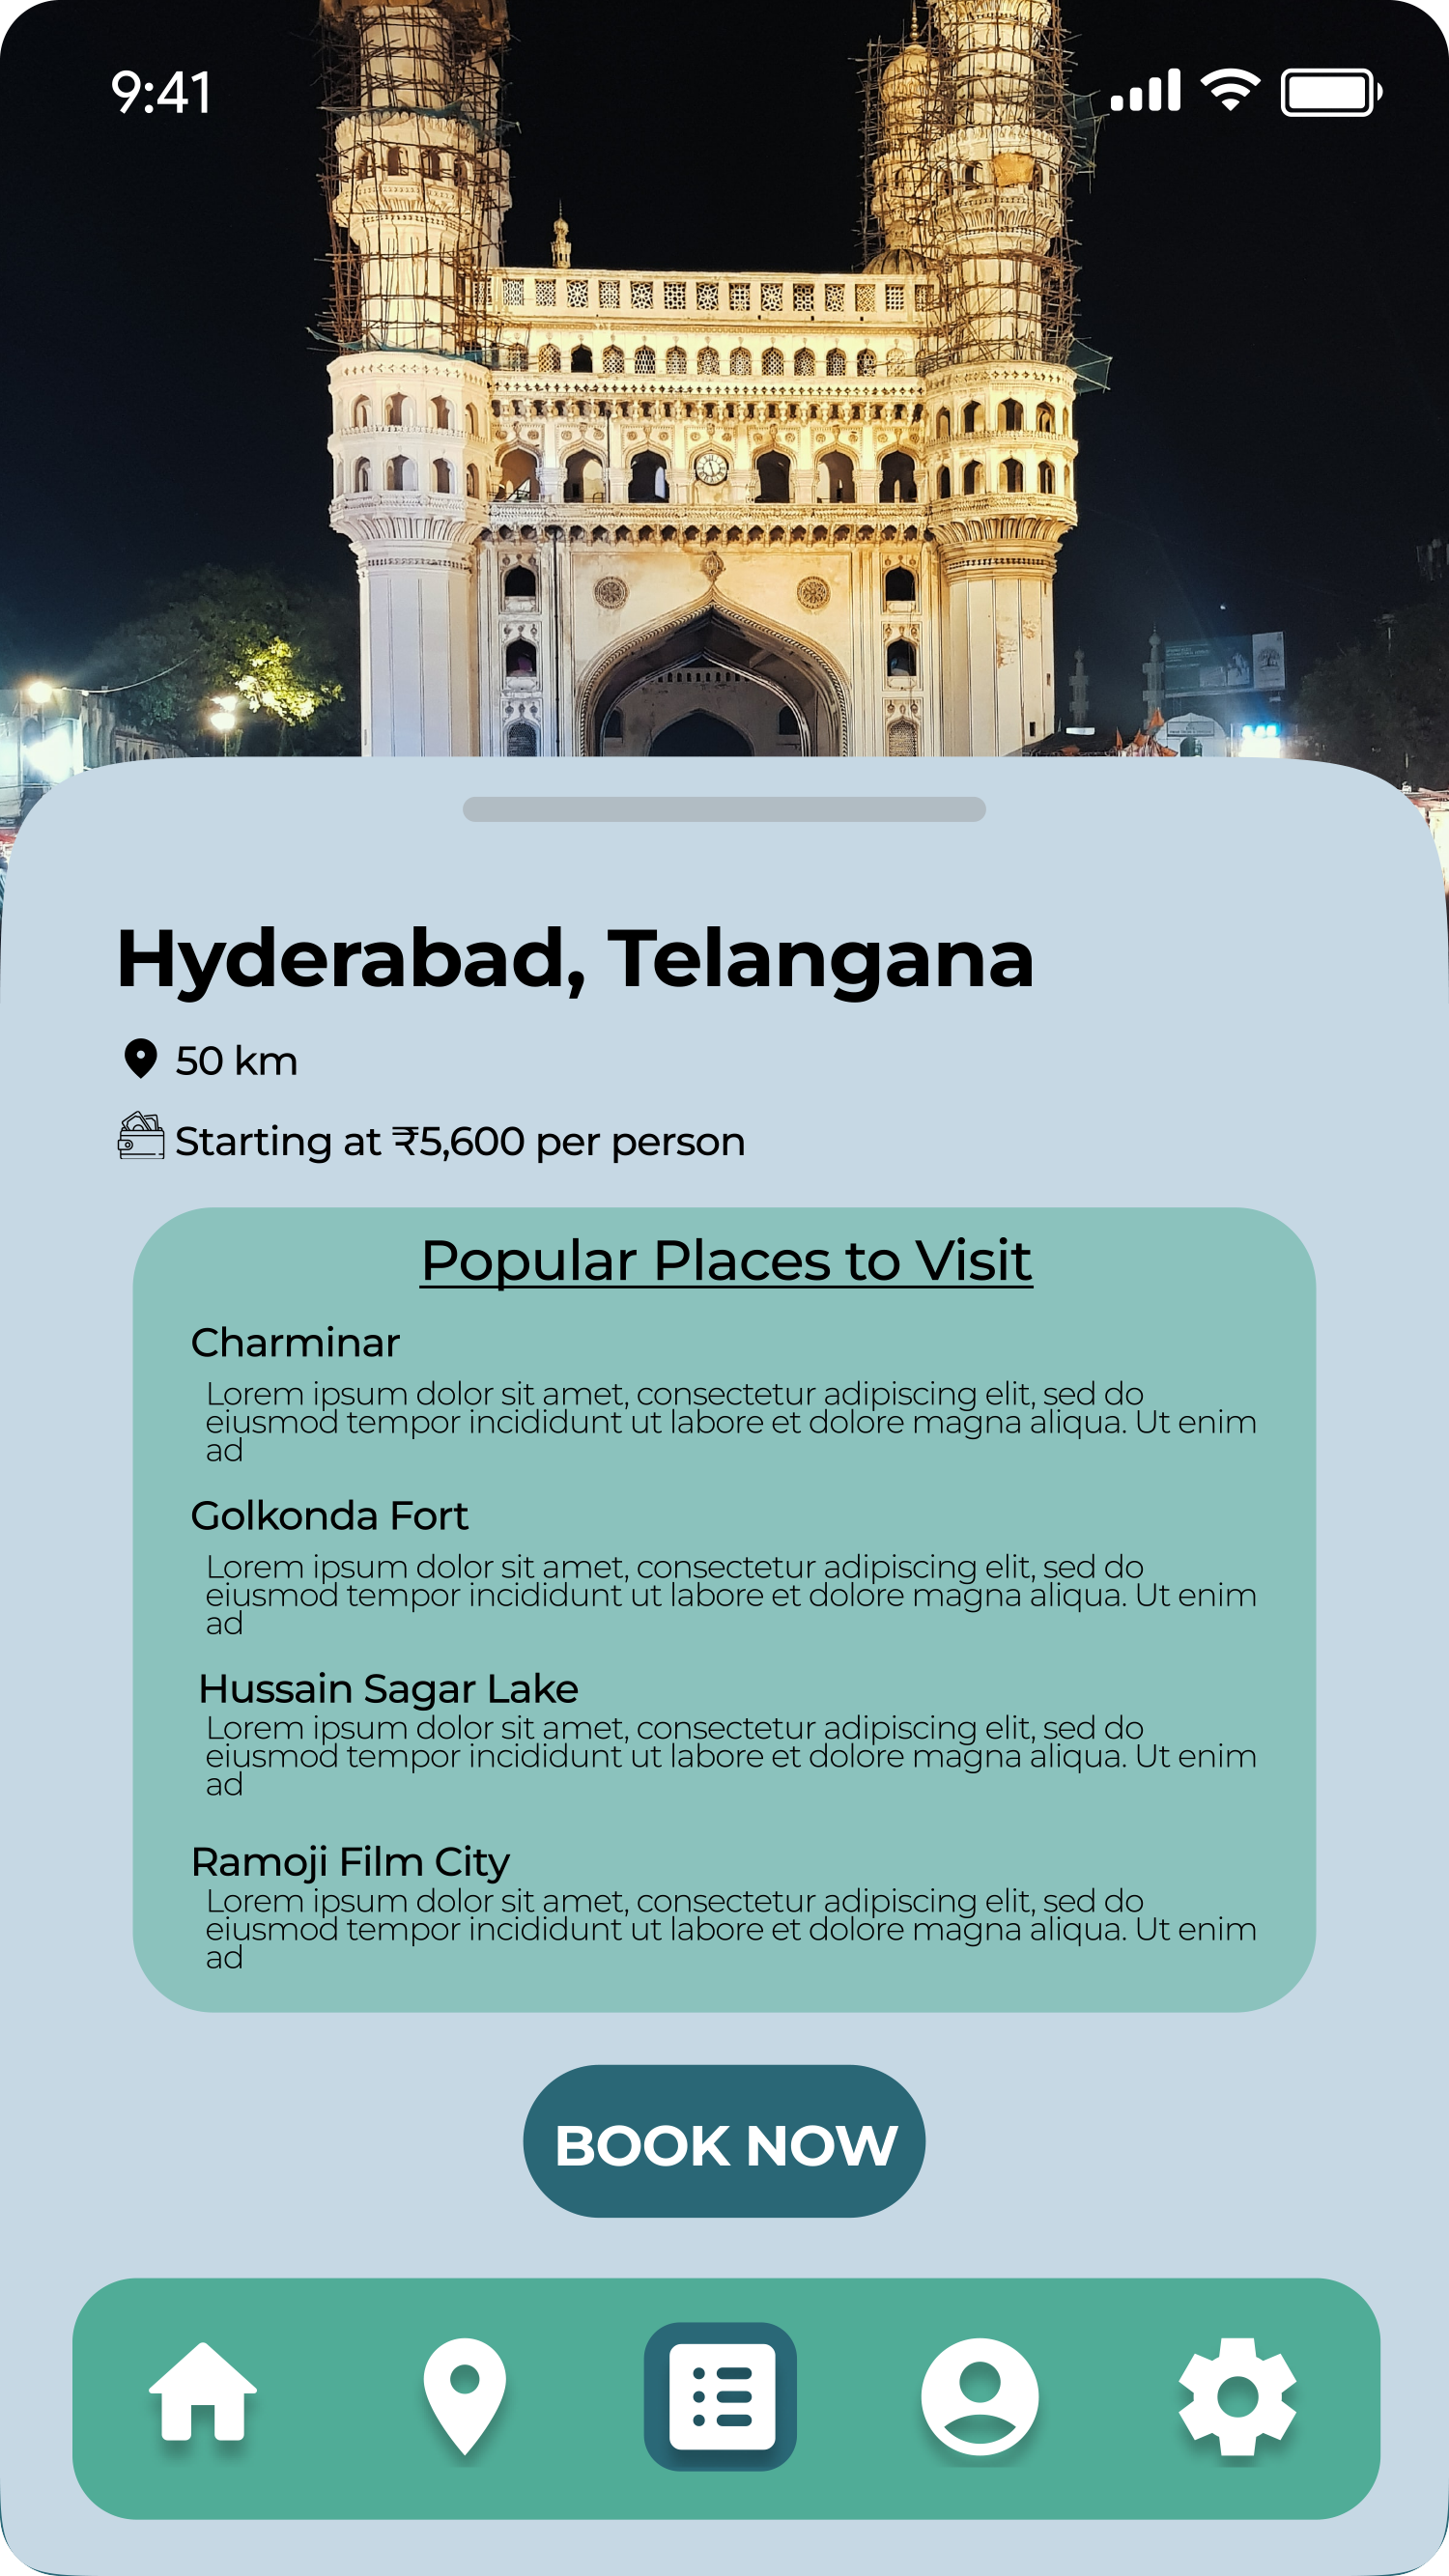 9:41
Hyderabad, Telangana
50 km
Starting at ₹5,600 per person
Popular Places to Visit
Charminar
Lorem ipsum dolor sit amet, consectetur adipiscing elit, sed do
eiusmod tempor incididunt ut labore et dolore magna aliqua. Ut enim
ad
Golkonda Fort
Lorem ipsum dolor sit amet, consectetur adipiscing elit, sed do
eiusmod tempor incididunt ut labore et dolore magna aliqua. Ut enim
ad
Hussain Sagar Lake
Lorem ipsum dolor sit amet, consectetur adipiscing elit, sed do
eiusmod tempor incididunt ut labore et dolore magna aliqua. Ut enim
ad
Ramoji Film City
Lorem ipsum dolor sit amet, consectetur adipiscing elit, sed do
eiusmod tempor incididunt ut labore et dolore magna aliqua. Ut enim
ad
BOOK NOW